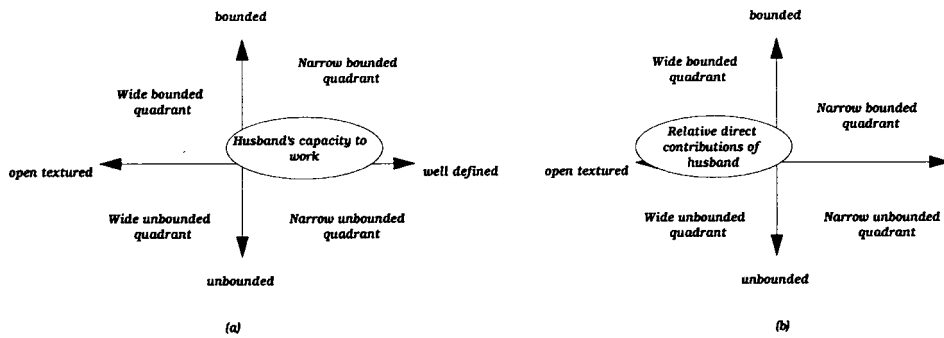 bounded
Narrow bounded
quadrant
Wide bounded
quadrant
Husband's capacity to
work
open textured
well defined
Wide unbounded
quadrant
Narrow unbounded
quadrant
unbounded
(a)
bounded
Wide bounded
quadrant
Narrow bounded
quadrant
Relative direct
contributions of
husband
open textured
Wide unbounded
quadrant
Narrow unbounded
quadrant
unbounded
(b)